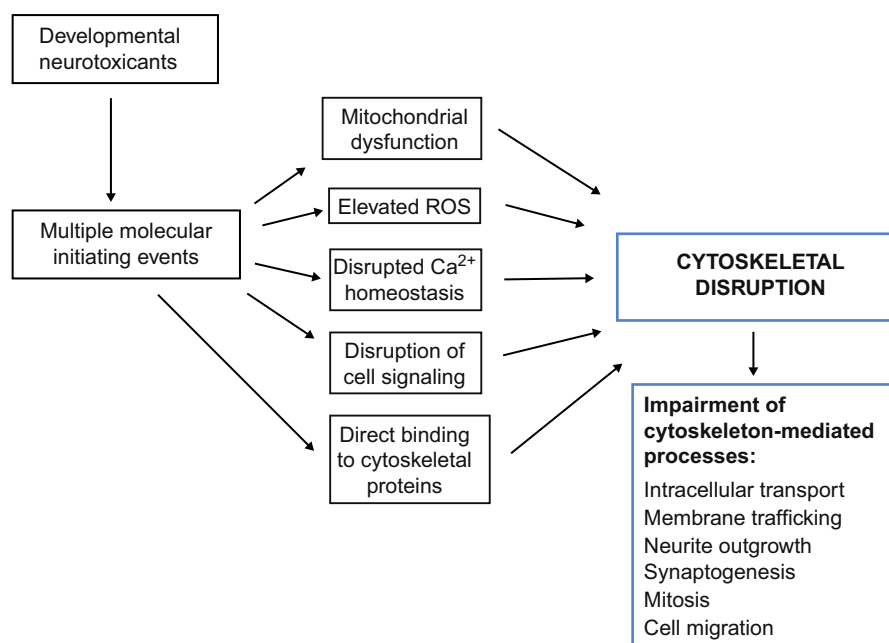 Developmental
neurotoxicants
Multiple molecular
initiating events
Mitochondrial
dysfunction
Elevated ROS
Disrupted Ca²⁺
homeostasis
Disruption of
cell signaling
Direct binding
to cytoskeletal
proteins
CYTOSKELETAL
DISRUPTION
Impairment of
cytoskeleton-mediated
processes:
Intracellular transport
Membrane trafficking
Neurite outgrowth
Synaptogenesis
Mitosis
Cell migration